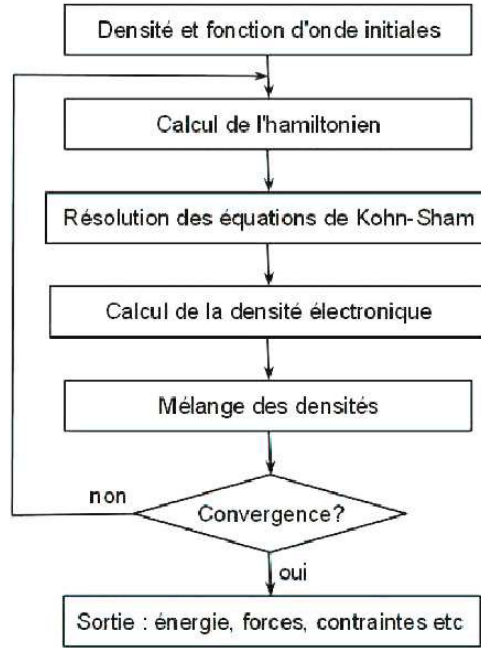 Densité et fonction d'onde initiales
Calcul de l'hamiltonien
Résolution des équations de Kohn-Sham
Calcul de la densité électronique
Mélange des densités
non
Convergence?
oui
Sortie : énergie, forces, contraintes etc